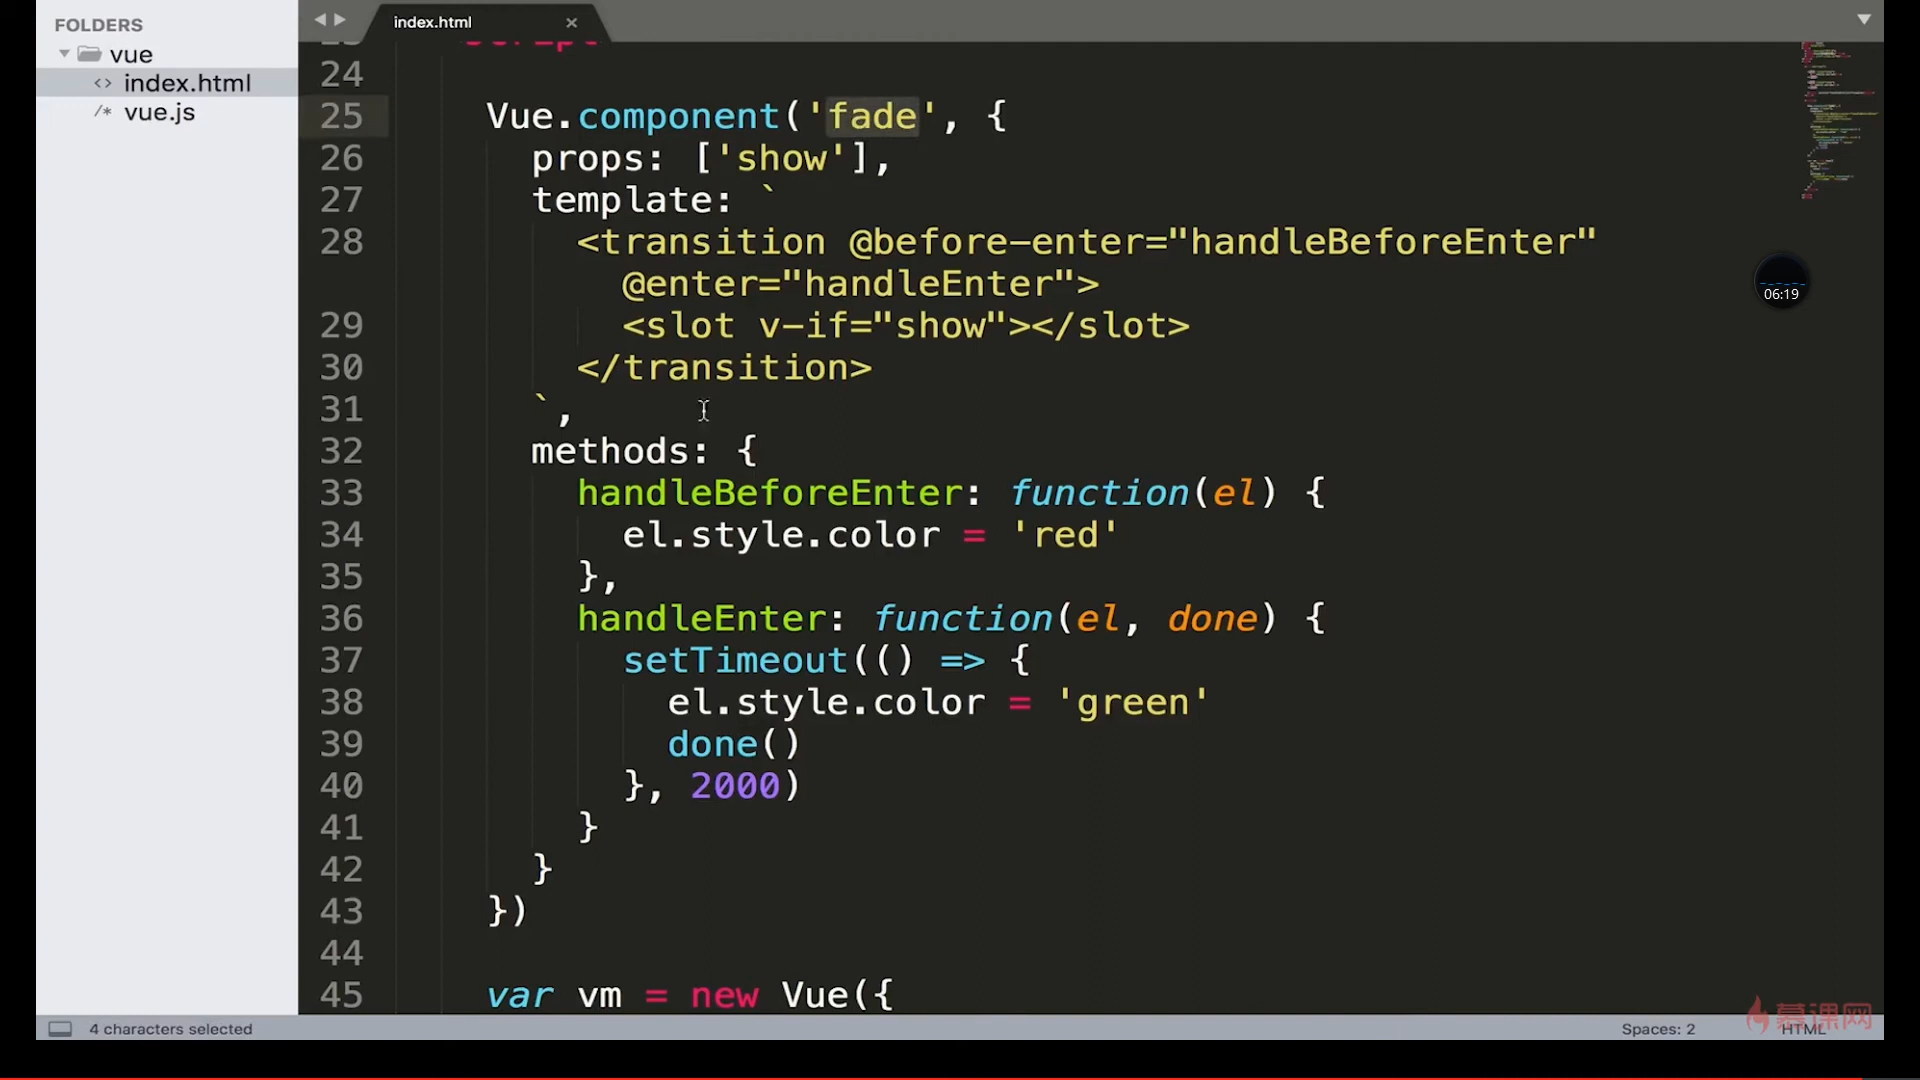 FOLDERS
vue
<> index.html
/* vue.js
index.html ×
24
25 Vue.component('fade', {
26 props: ['show'],
27 template: `
28 <transition @before-enter="handleBeforeEnter"
@enter="handleEnter">
29 <slot v-if="show"></slot>
30 </transition>
31 `,
32 methods: {
33 handleBeforeEnter: function(el) {
34 el.style.color = 'red'
35 },
36 handleEnter: function(el, done) {
37 setTimeout(() => {
38 el.style.color = 'green'
39 done()
40 }, 2000)
41 }
42 }
43 })
44
45 var vm = new Vue({
06:19
4 characters selected
Spaces: 2
HTML
慕课网